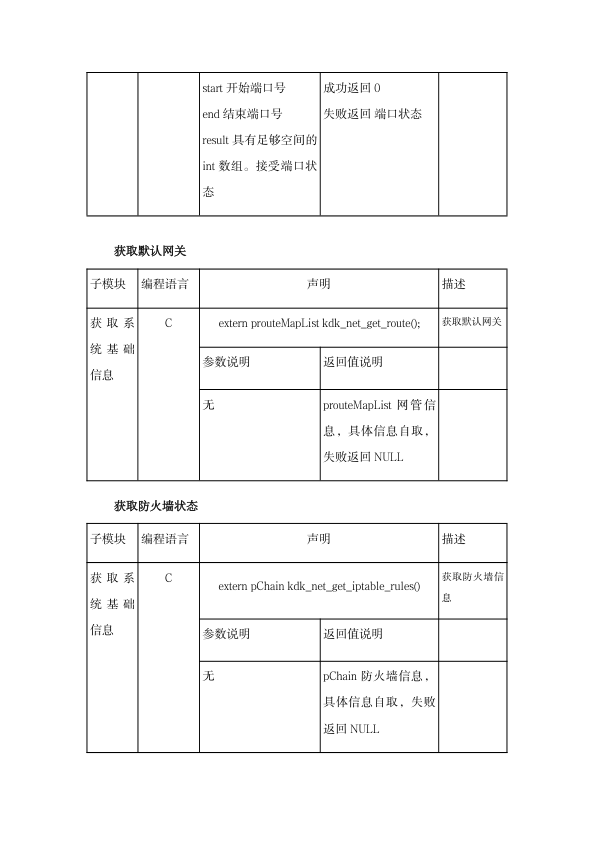 start 开始端口号
end 结束端口号
result 具有足够空间的
int 数组。接受端口状
态
成功返回 0
失败返回 端口状态
获取默认网关
子模块 编程语言 声明 描述
获取系
统基础
信息
C
extern prouteMapList kdk_net_get_route();
获取默认网关
参数说明 返回值说明
无
prouteMapList 网管信
息，具体信息自取，
失败返回 NULL
获取防火墙状态
子模块 编程语言 声明 描述
获取系
统基础
信息
C
extern pChain kdk_net_get_iptable_rules()
获取防火墙信
息
参数说明 返回值说明
无
pChain 防火墙信息，
具体信息自取，失败
返回 NULL